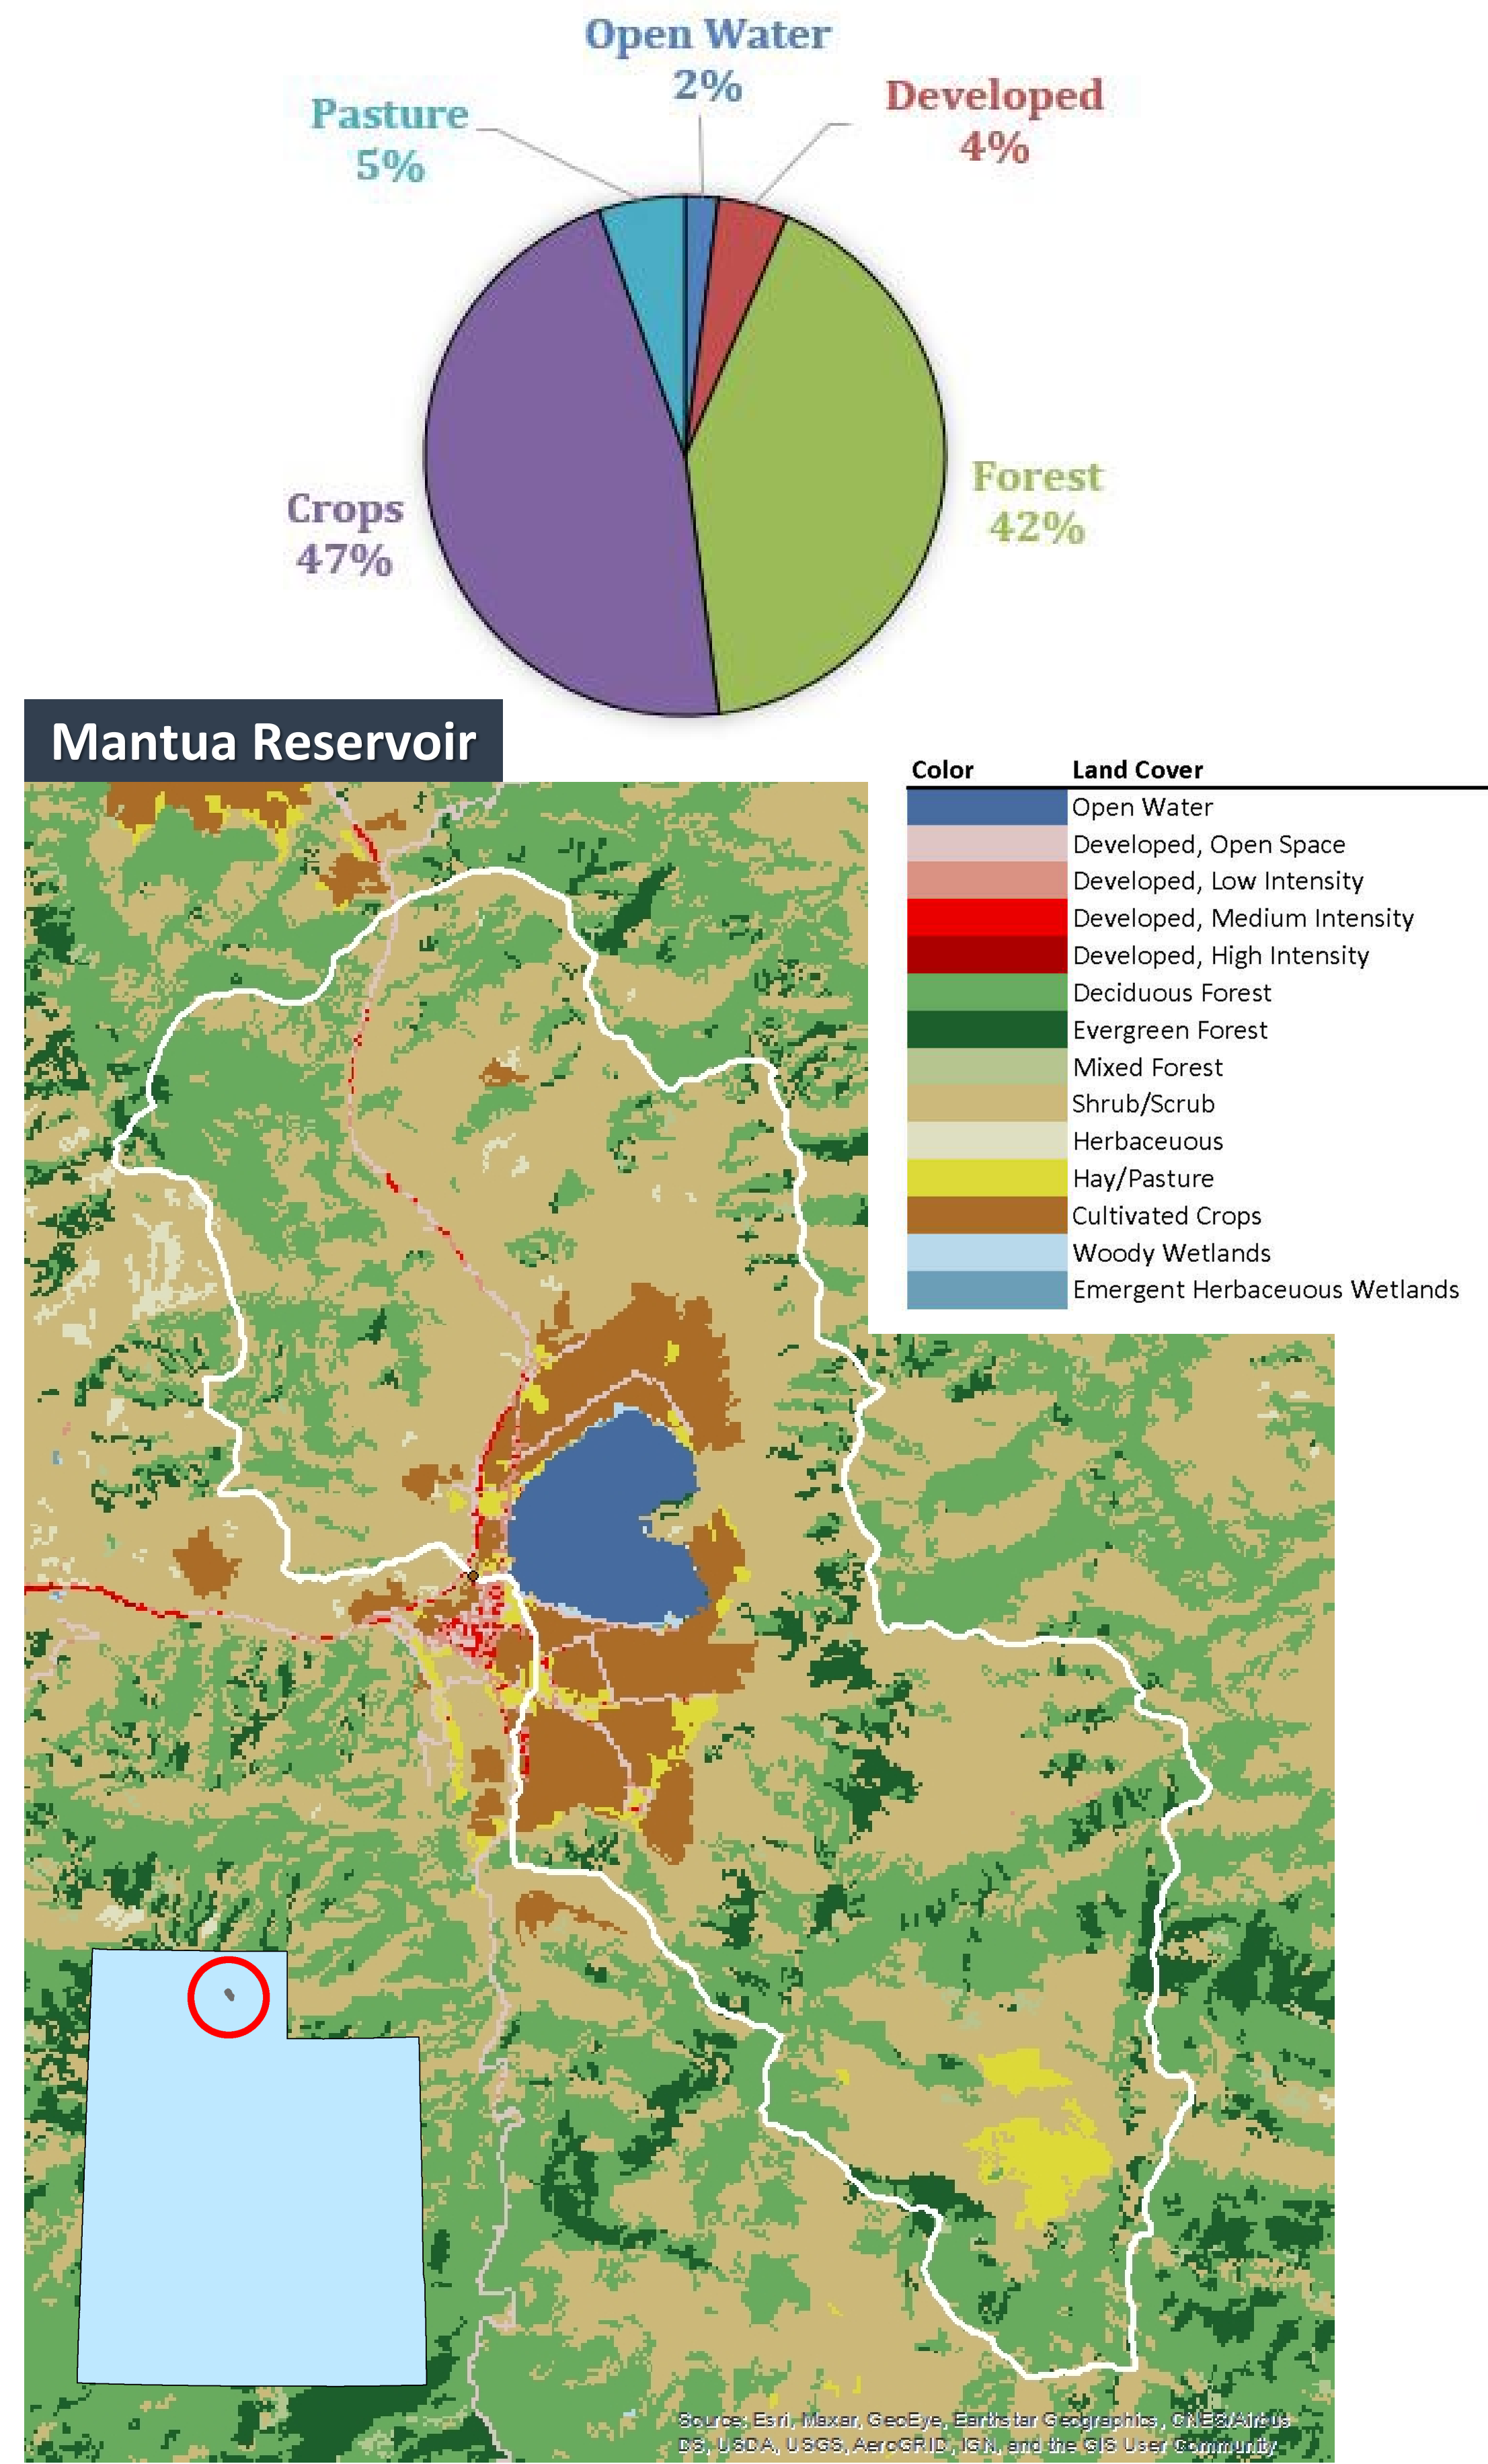 Open Water
2%
Developed
4%
Pasture
5%
Forest
42%
Crops
47%
Mantua Reservoir
Color Land Cover
Open Water
Developed, Open Space
Developed, Low Intensity
Developed, Medium Intensity
Developed, High Intensity
Deciduous Forest
Evergreen Forest
Mixed Forest
Shrub/Scrub
Herbaceuous
Hay/Pasture
Cultivated Crops
Woody Wetlands
Emergent Herbaceuous Wetlands
Source: Esri, Maxar, GeoEye, Earthstar Geographics, CNES/Airbus
DS, USDA, USGS, AeroGRID, IGN, and the GIS User Community